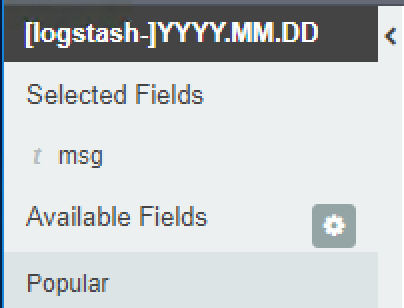 [logstash-]YYYY.MM.DD
Selected Fields
t msg
Available Fields
Popular